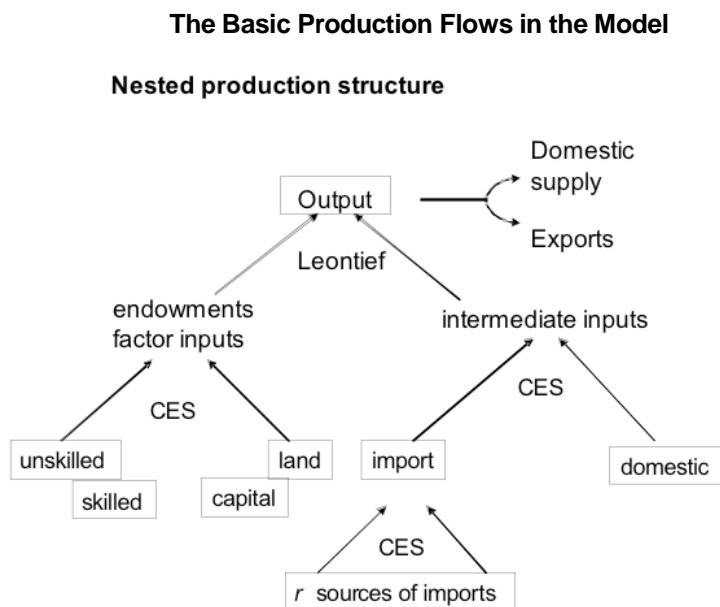 The Basic Production Flows in the Model
Nested production structure
Domestic
supply
Output
Exports
Leontief
endowments
factor inputs
intermediate inputs
CES
CES
unskilled
land
import
domestic
skilled
capital
CES
r sources of imports